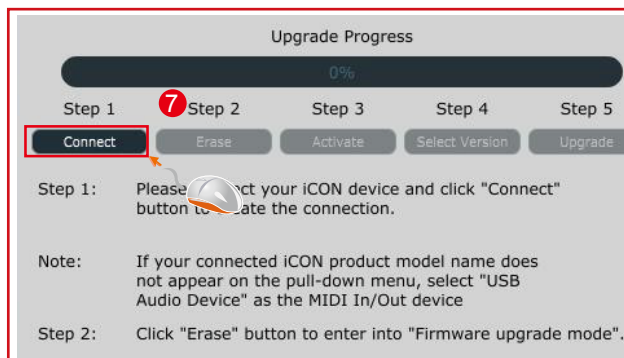 Upgrade Progress
0%
Step 1 7 Step 2 Step 3 Step 4 Step 5
Connect Erase Activate Select Version Upgrade
Step 1: Please your iCON device and click "Connect"
button to the connection.
Note: If your connected iCON product model name does
not appear on the pull-down menu, select "USB
Audio Device" as the MIDI In/Out device
Step 2: Click "Erase" button to enter into "Firmware upgrade mode".